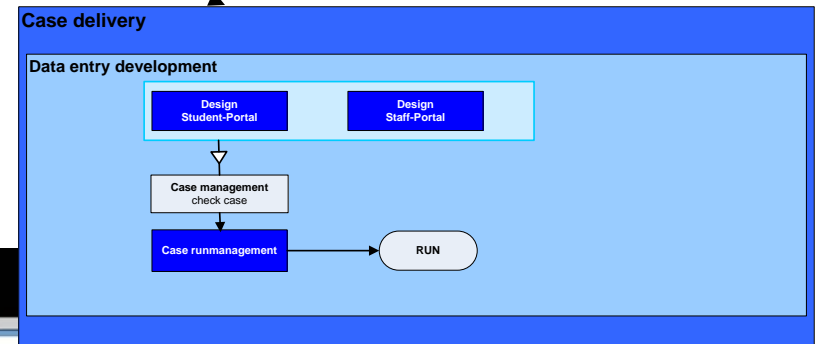 Case delivery
Data entry development
Design
Student-Portal
Design
Staff-Portal
Case management
check case
Case runmanagement
RUN